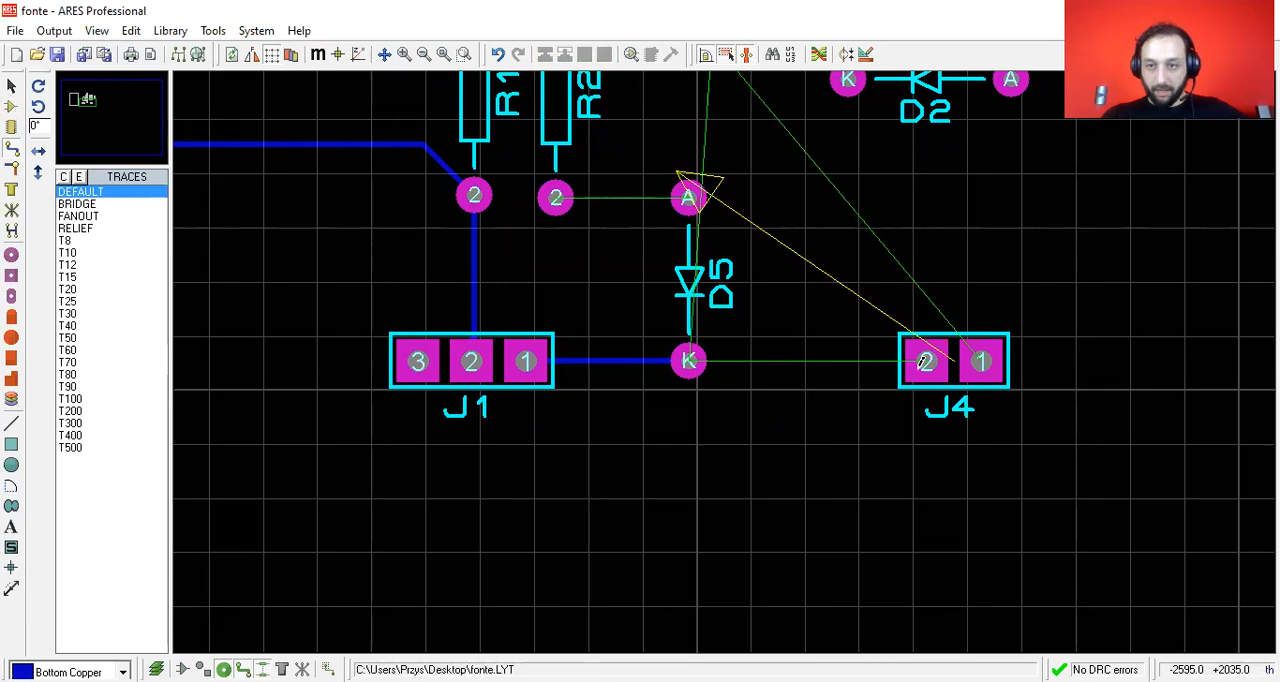 fonte - ARES Professional
File Output View Edit Library Tools System Help
m
0°
C E TRACES
DEFAULT
BRIDGE
FANOUT
RELIEF
T8
T10
T12
T15
T20
T25
T30
T40
T50
T60
T70
T80
T90
T100
T200
T300
T400
T500
A
S
R1
R2
K A
D2
2 2 A
D5
3 2 1 K 2 1
J1 J4
Bottom Copper
C:\Users\Przys\Desktop\fonte.LYT
No DRC errors
-2595.0 +2035.0 th